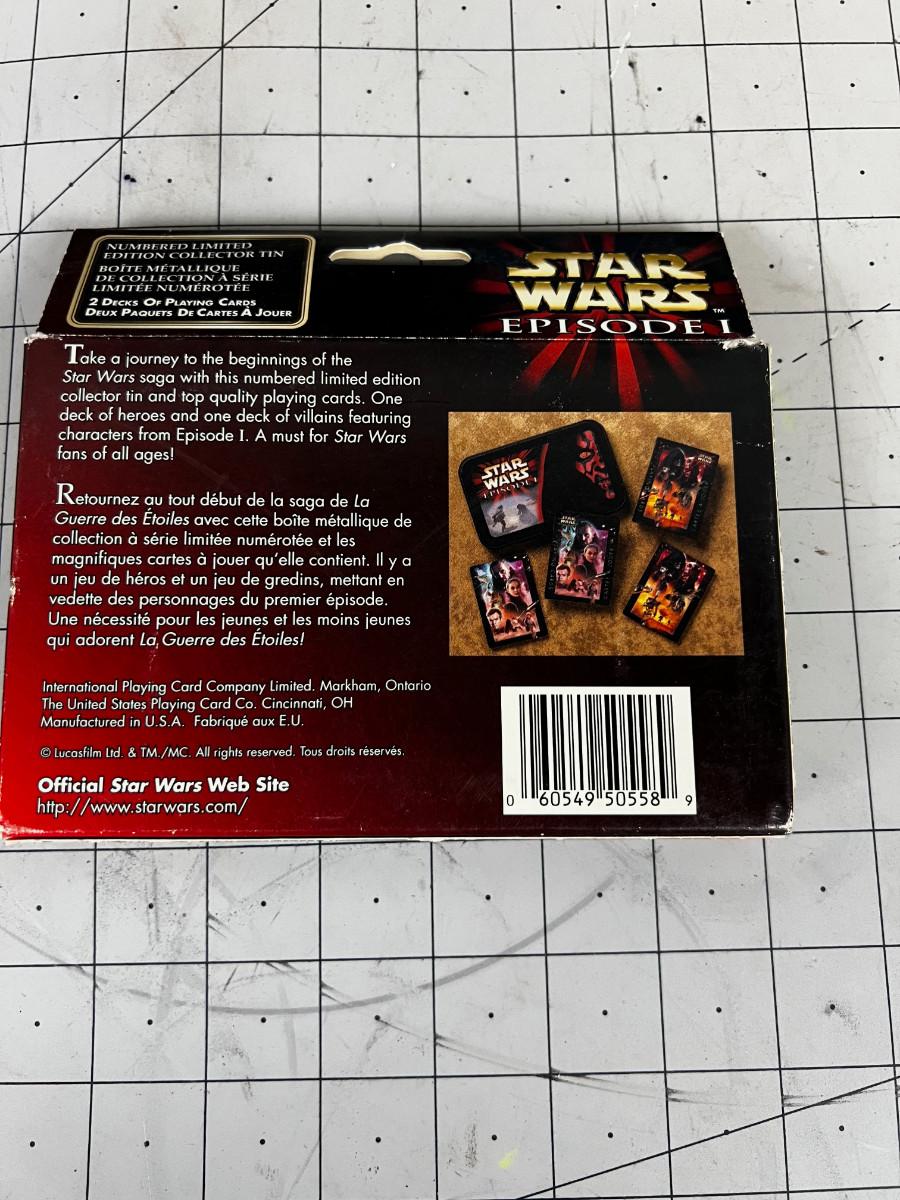 NUMBERED LIMITED
EDITION COLLECTOR TIN
BOÎTE MÉTALLIQUE
DE COLLECTION À SÉRIE
LIMITÉE NUMÉROTÉE
2 DECKS OF PLAYING CARDS
DEUX PAQUETS DE CARTES À JOUER
STAR
WARS
TM
EPISODE I
Take a journey to the beginnings of the
Star Wars saga with this numbered limited edition
collector tin and top quality playing cards. One
deck of heroes and one deck of villains featuring
characters from Episode I. A must for Star Wars
fans of all ages!
Retournez au tout début de la saga de La
Guerre des Étoiles avec cette boîte métallique de
collection à série limitée numérotée et les
magnifiques cartes à jouer qu'elle contient. Il y a
un jeu de héros et un jeu de gredins, mettant en
vedette des personnages du premier épisode.
Une nécessité pour les jeunes et les moins jeunes
qui adorent La Guerre des Étoiles!
STAR
WARS
EPISODE I
STAR
WARS
STAR
WARS
International Playing Card Company Limited. Markham, Ontario
The United States Playing Card Co. Cincinnati, OH
Manufactured in U.S.A. Fabriqué aux E.U.
© Lucasfilm Ltd. & TM./MC. All rights reserved. Tous droits réservés.
Official Star Wars Web Site
http://www.starwars.com/
0 60549 50558 9